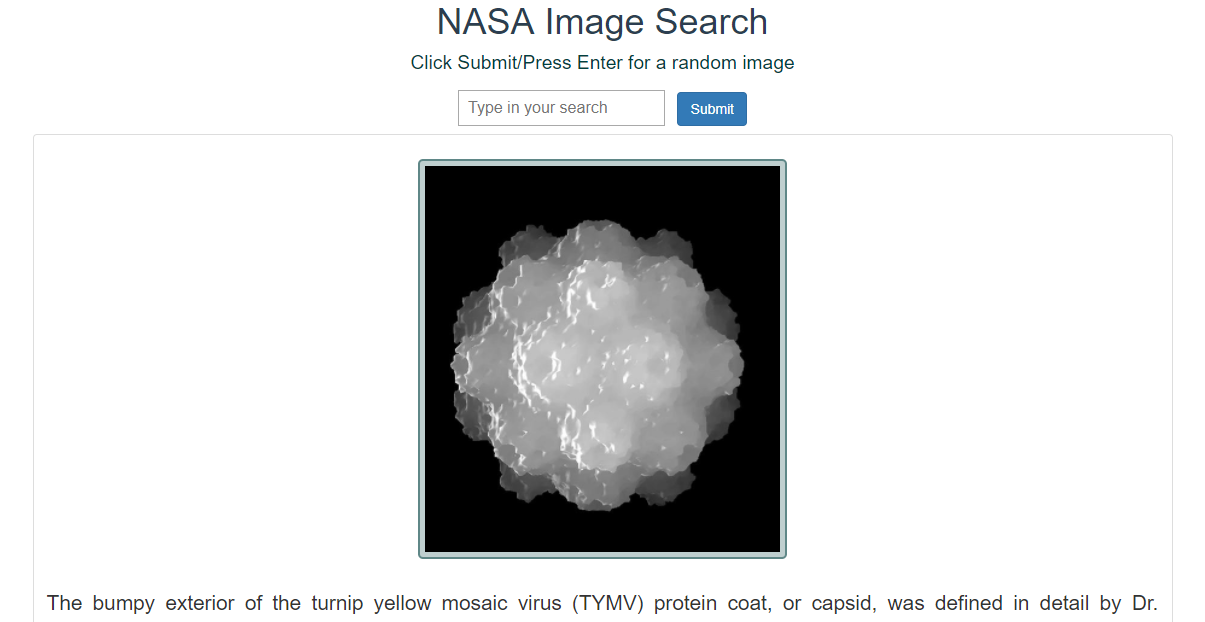 NASA Image Search
Click Submit/Press Enter for a random image
Type in your search
Submit
The bumpy exterior of the turnip yellow mosaic virus (TYMV) protein coat, or capsid, was defined in detail by Dr.